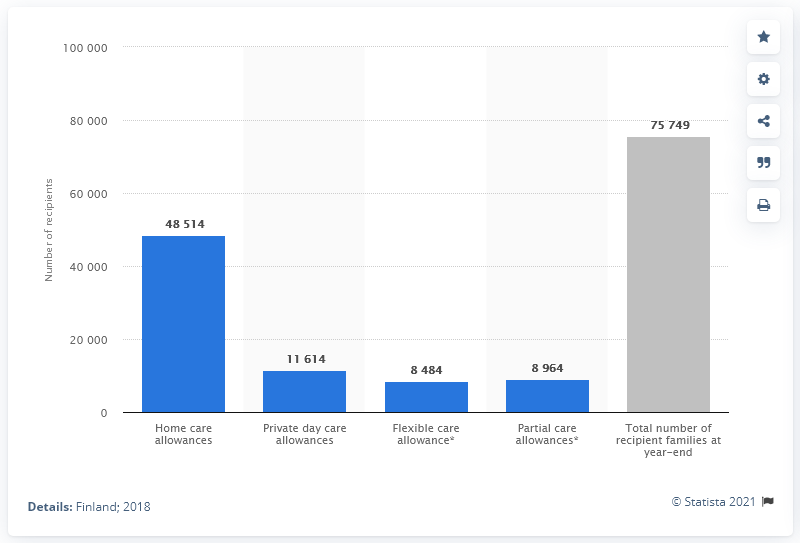 100 000
80 000
60 000
40 000
20 000
0
Number of recipients
48 514
11 614
8 484
8 964
75 749
Home care
allowances
Private day care
allowances
Flexible care
allowance*
Partial care
allowances*
Total number of
recipient families at
year-end
Details: Finland; 2018
© Statista 2021